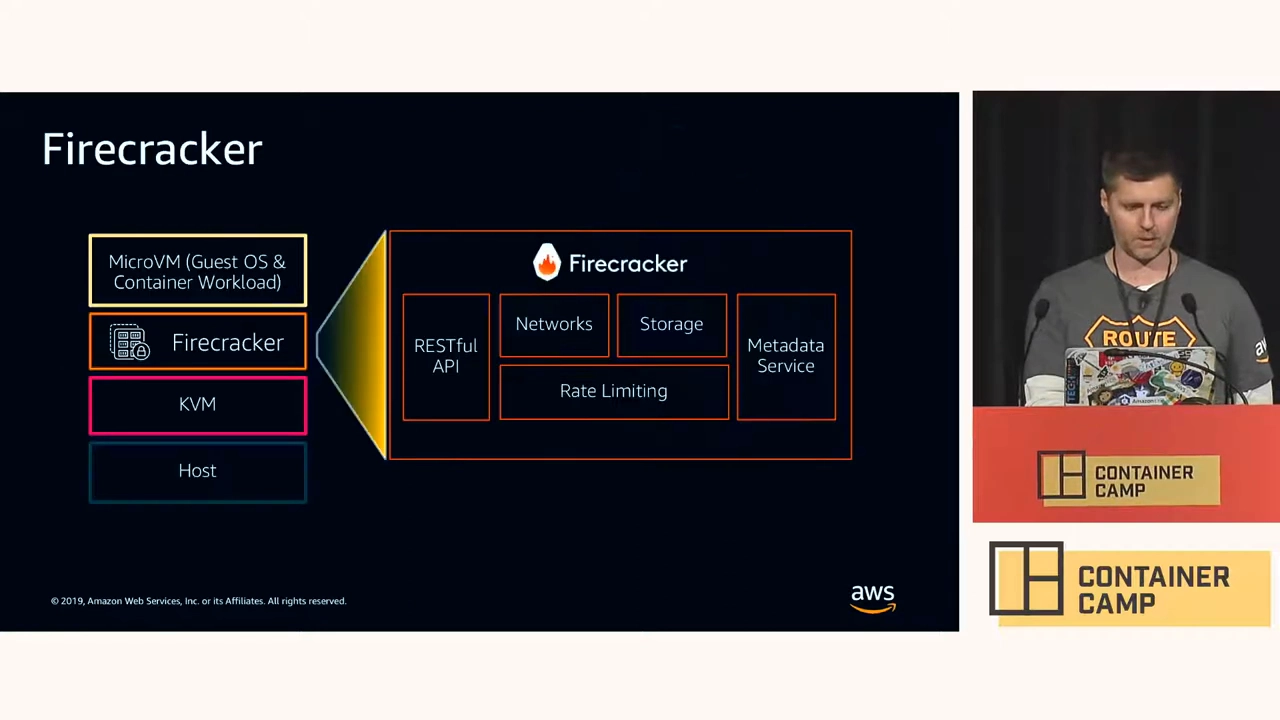 Firecracker
MicroVM (Guest OS &
Container Workload)
Firecracker
KVM
Host
Firecracker
RESTful
API
Networks
Storage
Rate Limiting
Metadata
Service
© 2019, Amazon Web Services, Inc. or its Affiliates. All rights reserved.
aws
ROUTE
CONTAINER
CAMP
CONTAINER
CAMP